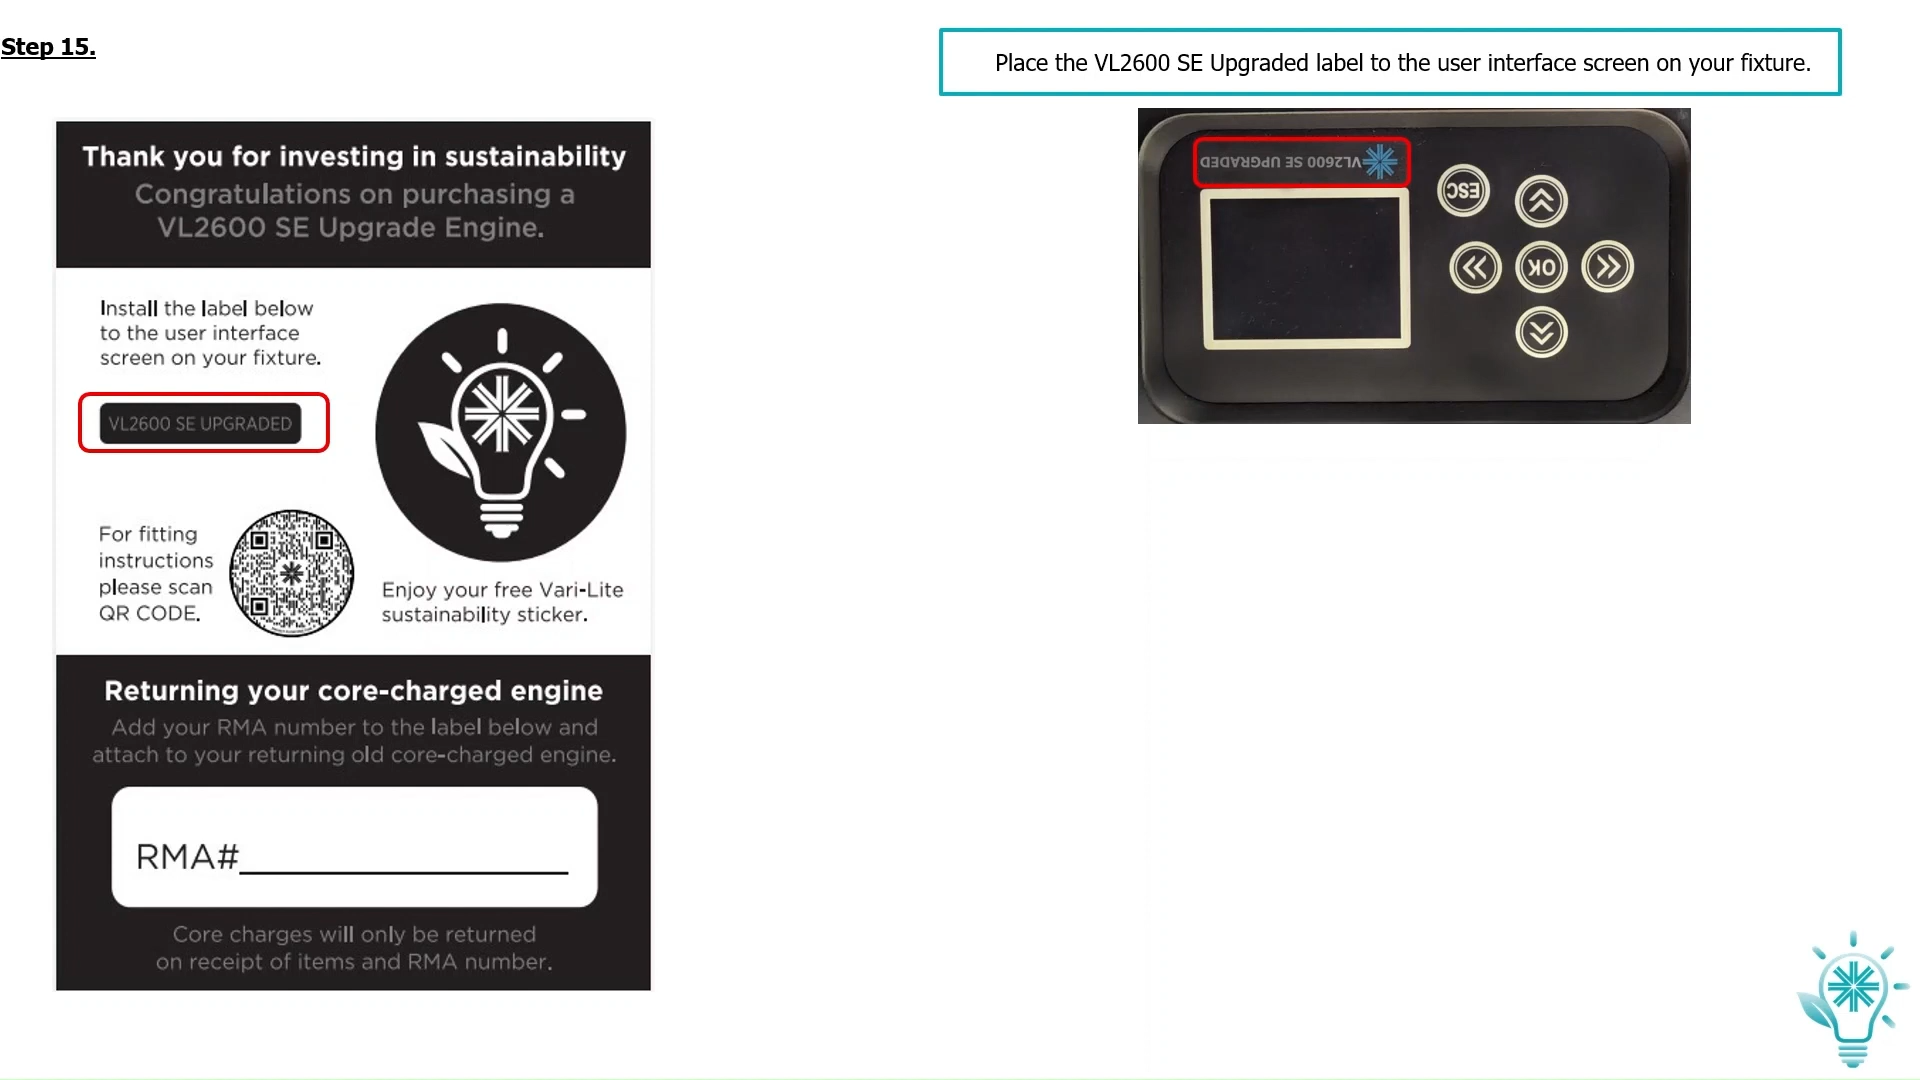 Step 15.
Place the VL2600 SE Upgraded label to the user interface screen on your fixture.
Thank you for investing in sustainability
Congratulations on purchasing a
VL2600 SE Upgrade Engine.
Install the label below
to the user interface
screen on your fixture.
VL2600 SE UPGRADED
For fitting
instructions
please scan
QR CODE.
Enjoy your free Vari-Lite
sustainability sticker.
Returning your core-charged engine
Add your RMA number to the label below and
attach to your returning old core-charged engine.
RMA#
Core charges will only be returned
on receipt of items and RMA number.
VL2600 SE UPGRADED
ESC
OK